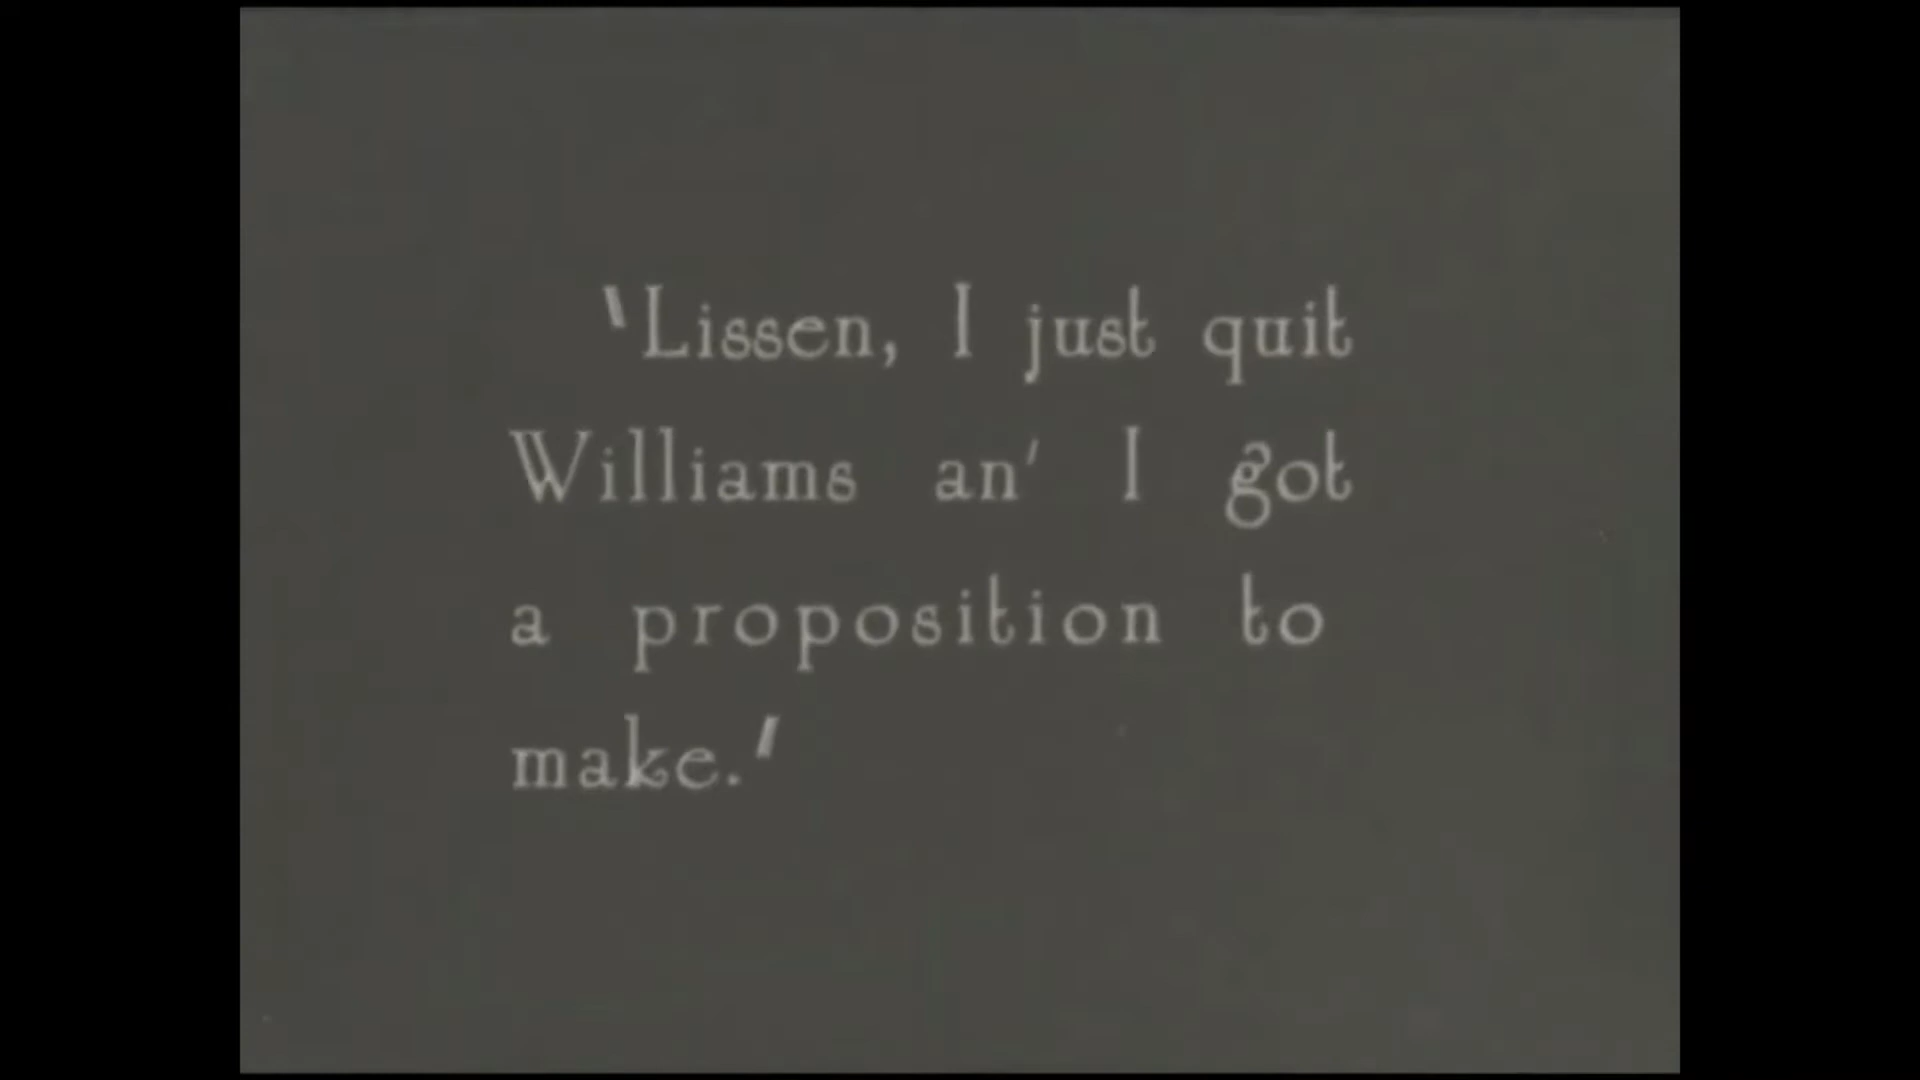 "Lissen, I just quit
Williams an' I got
a proposition to
make."